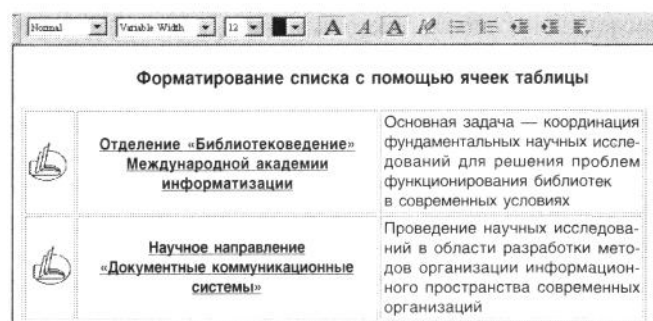 Normal Variable Width 12 A A A
Форматирование списка с помощью ячеек таблицы
Отделение «Библиотековедение»
Международной академии
информатизации
Основная задача — координация
фундаментальных научных иссле-
дований для решения проблем
функционирования библиотек
в современных условиях
Научное направление
«Документные коммуникационные
системы»
Проведение научных исследова-
ний в области разработки мето-
дов организации информацион-
ного пространства современных
организаций